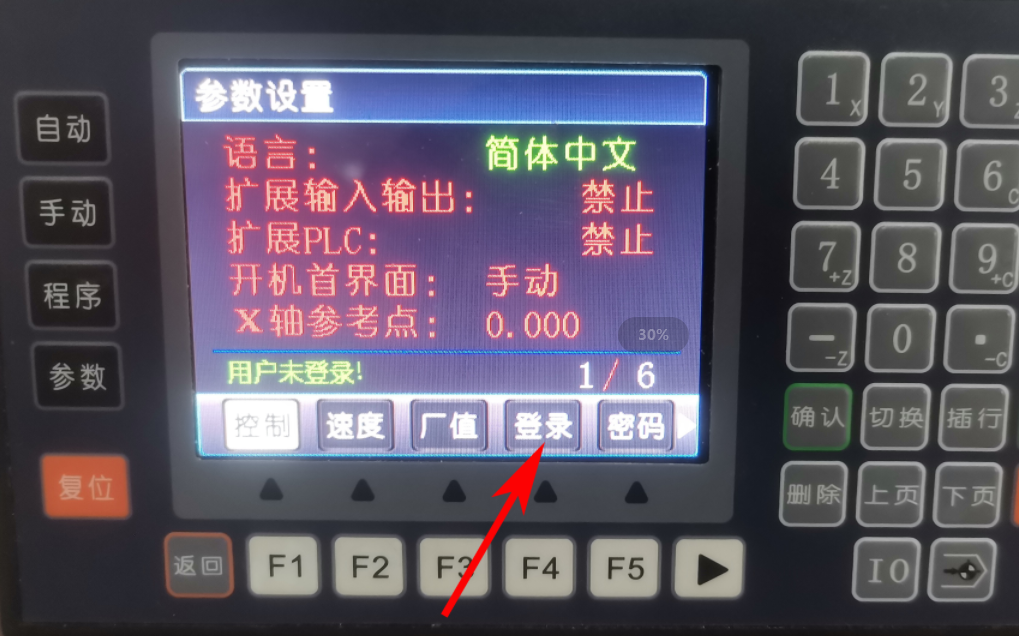 参数设置
语言: 简体中文
扩展输入输出: 禁止
扩展PLC: 禁止
开机首界面: 手动
X轴参考点: 0.000
30%
用户未登录! 1/6
控制 速度 厂值 登录 密码
自动
手动
程序
参数
复位
返回 F1 F2 F3 F4 F5
1X 2Y 3
4 5 6C
7+Z 8 9+C
−−Z 0 .−C
确认 切换 插行
删除 上页 下页
IO